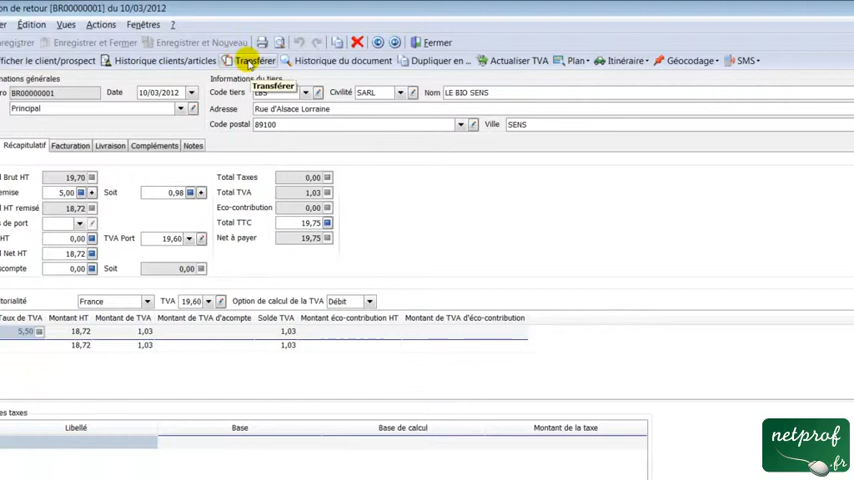 on de retour [BR00000001] du 10/03/2012
er Édition Vues Actions Fenêtres ?
nregistrer Enregistrer et Fermer Enregistrer et Nouveau Fermer
fficher le client/prospect Historique clients/articles Transférer Historique du document Dupliquer en... Actualiser TVA Plan Itinéraire Géocodage SMS
Transférer
mations générales Informations du tiers
ro BR00000001 Date 10/03/2012 Code tiers LBS Civilité SARL Nom LE BIO SENS
Principal Adresse Rue d'Alsace Lorraine
Code postal 89100 Ville SENS
Récapitulatif Facturation Livraison Compléments Notes
l Brut HT 19,70 Total Taxes 0,00
emise 5,00 Soit 0,98 Total TVA 1,03
l HT remisé 18,72 Eco-contribution 0,00
s de port Total TTC 19,75
HT 0,00 TVA Port 19,60 Net à payer 19,75
l Net HT 18,72
scompte 0,00 Soit 0,00
itorialité France TVA 19,60 Option de calcul de la TVA Débit
Taux de TVA Montant HT Montant de TVA Montant de TVA d'acompte Solde TVA Montant éco-contribution HT Montant de TVA d'éco-contribution
5,50 18,72 1,03 1,03
18,72 1,03 1,03
es taxes
Libellé Base Base de calcul Montant de la taxe
netprof
.fr